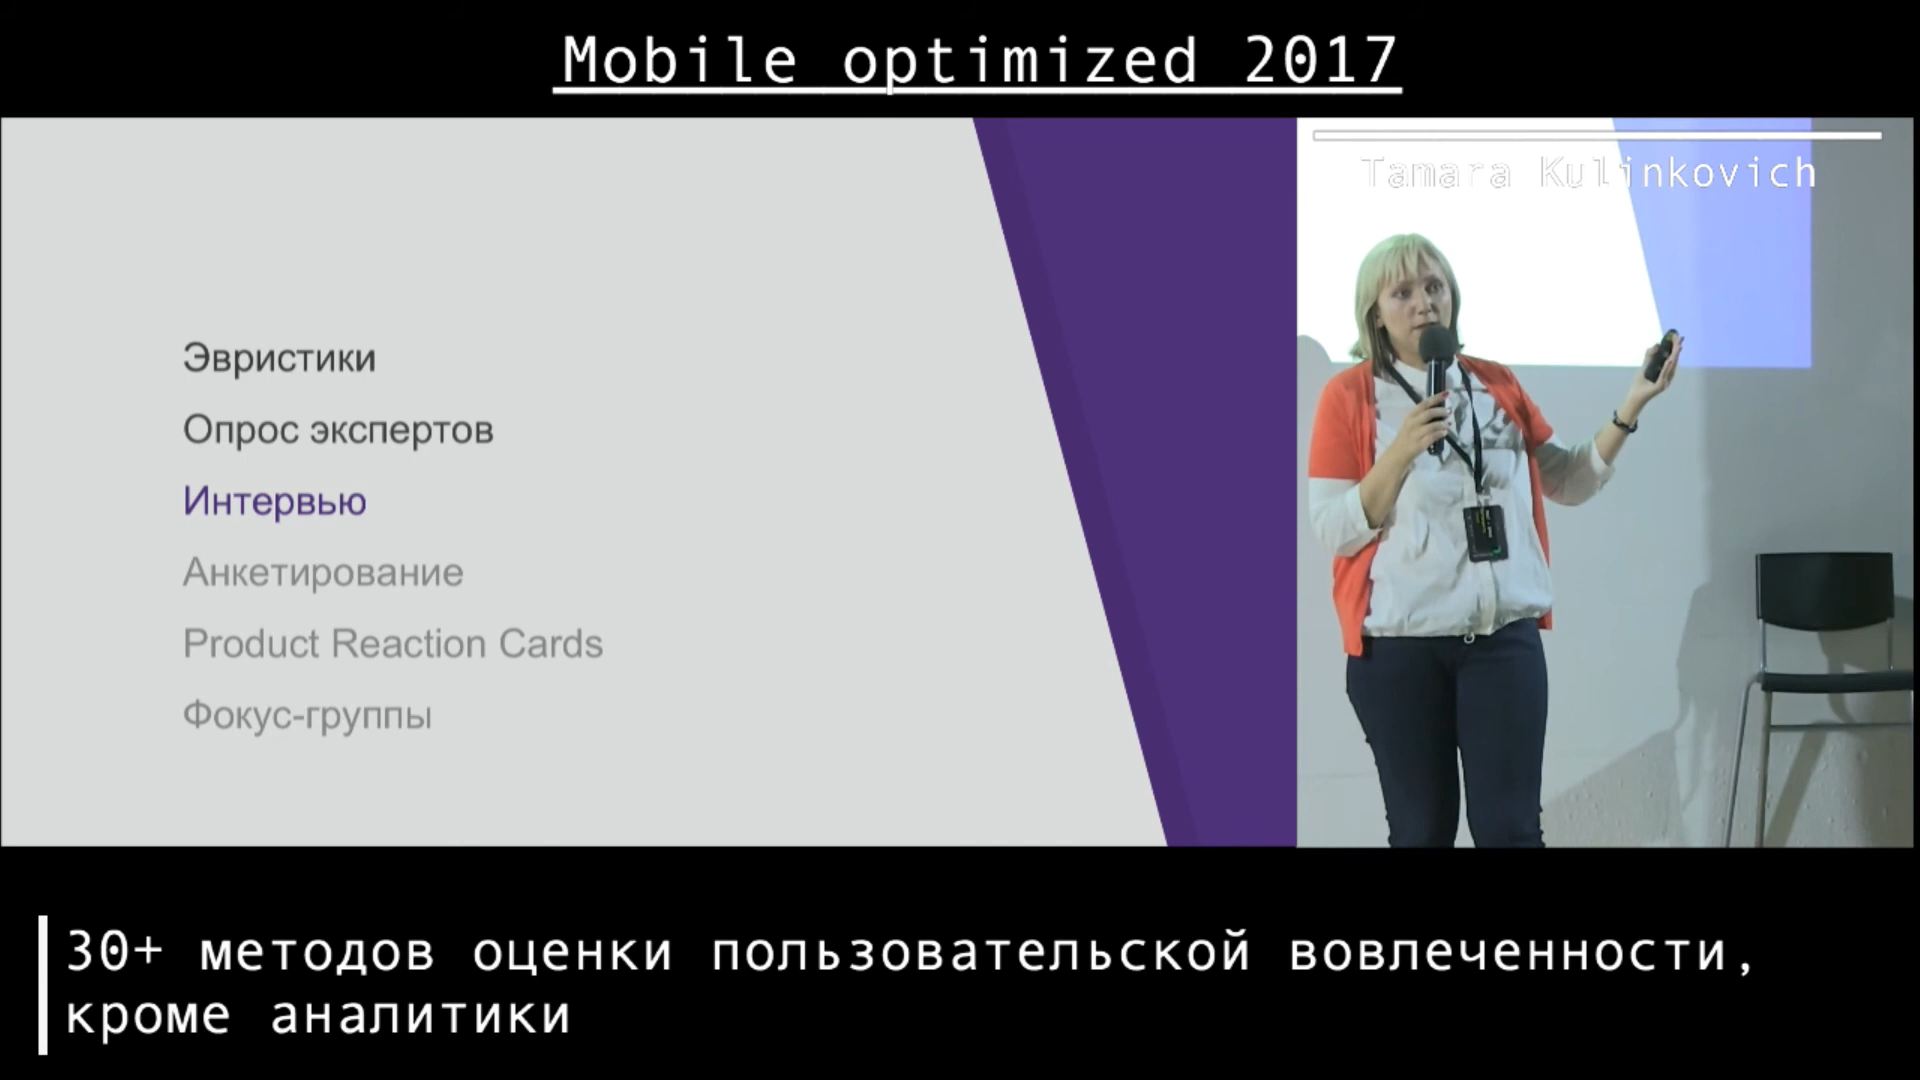 Mobile optimized 2017
Tamara Kulinkovich
Эвристики
Опрос экспертов
Интервью
Анкетирование
Product Reaction Cards
Фокус-группы
30+ методов оценки пользовательской вовлеченности,
кроме аналитики